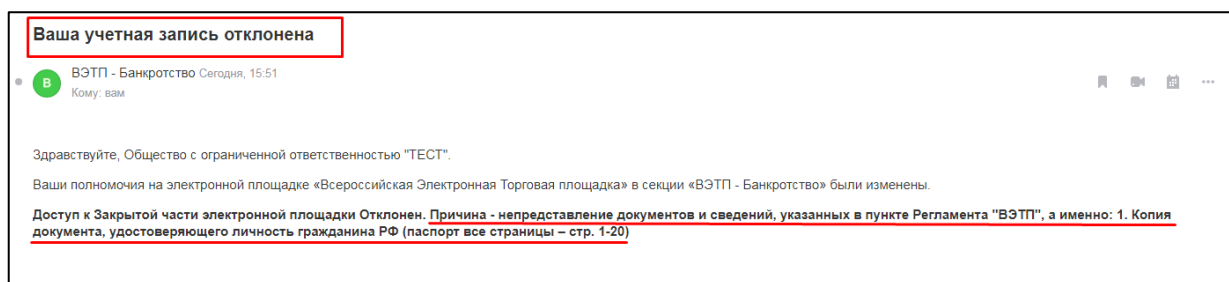 Ваша учетная запись отклонена
В
ВЭТП - Банкротство Сегодня, 15:51
Кому: вам
Здравствуйте, Общество с ограниченной ответственностью "ТЕСТ".
Ваши полномочия на электронной площадке «Всероссийская Электронная Торговая площадка» в секции «ВЭТП - Банкротство» были изменены.
Доступ к Закрытой части электронной площадки Отклонен. Причина - непредставление документов и сведений, указанных в пункте Регламента "ВЭТП", а именно: 1. Копия
документа, удостоверяющего личность гражданина РФ (паспорт все страницы – стр. 1-20)